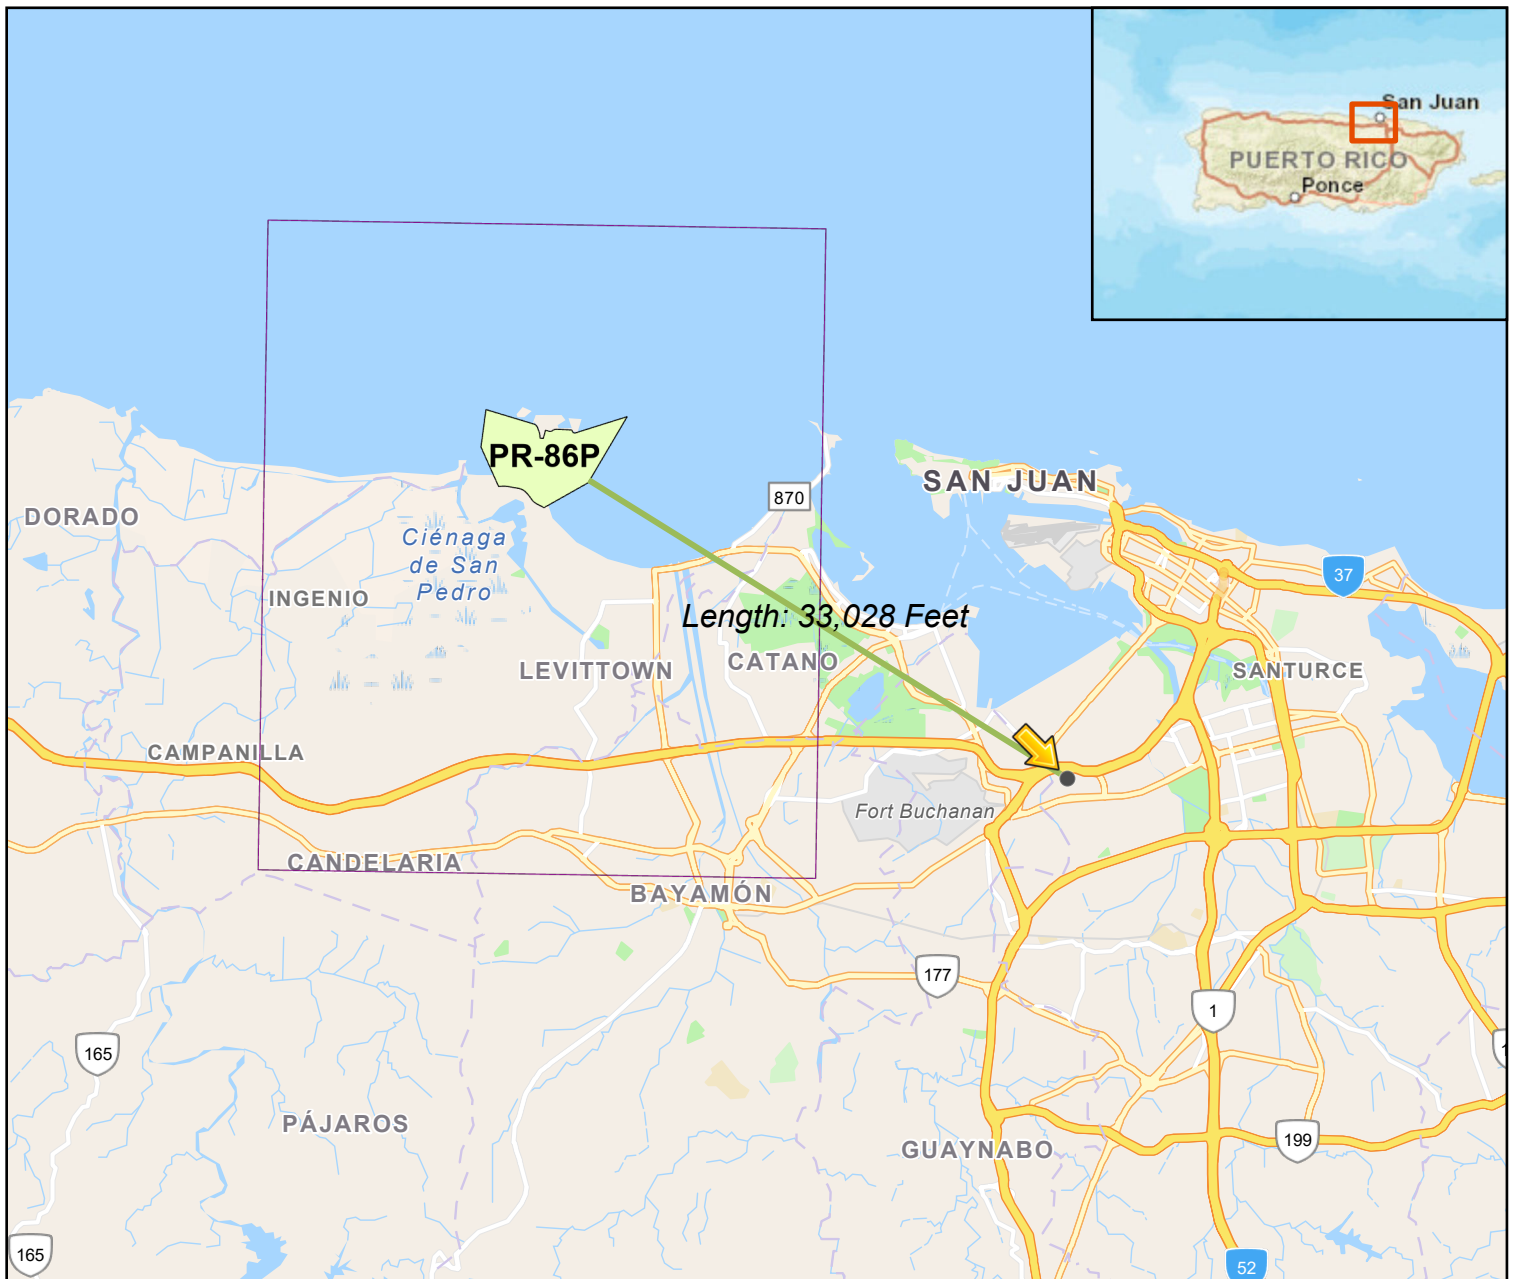 San Juan
PUERTO RICO
Ponce
PR-86P
870
SAN JUAN
DORADO
Ciénaga
de San
Pedro
37
INGENIO
Length: 33,028 Feet
LEVITTOWN
CATANO
SANTURCE
CAMPANILLA
Fort Buchanan
CANDELARIA
BAYAMÓN
177
1
165
PÁJAROS
GUAYNABO
199
165
52